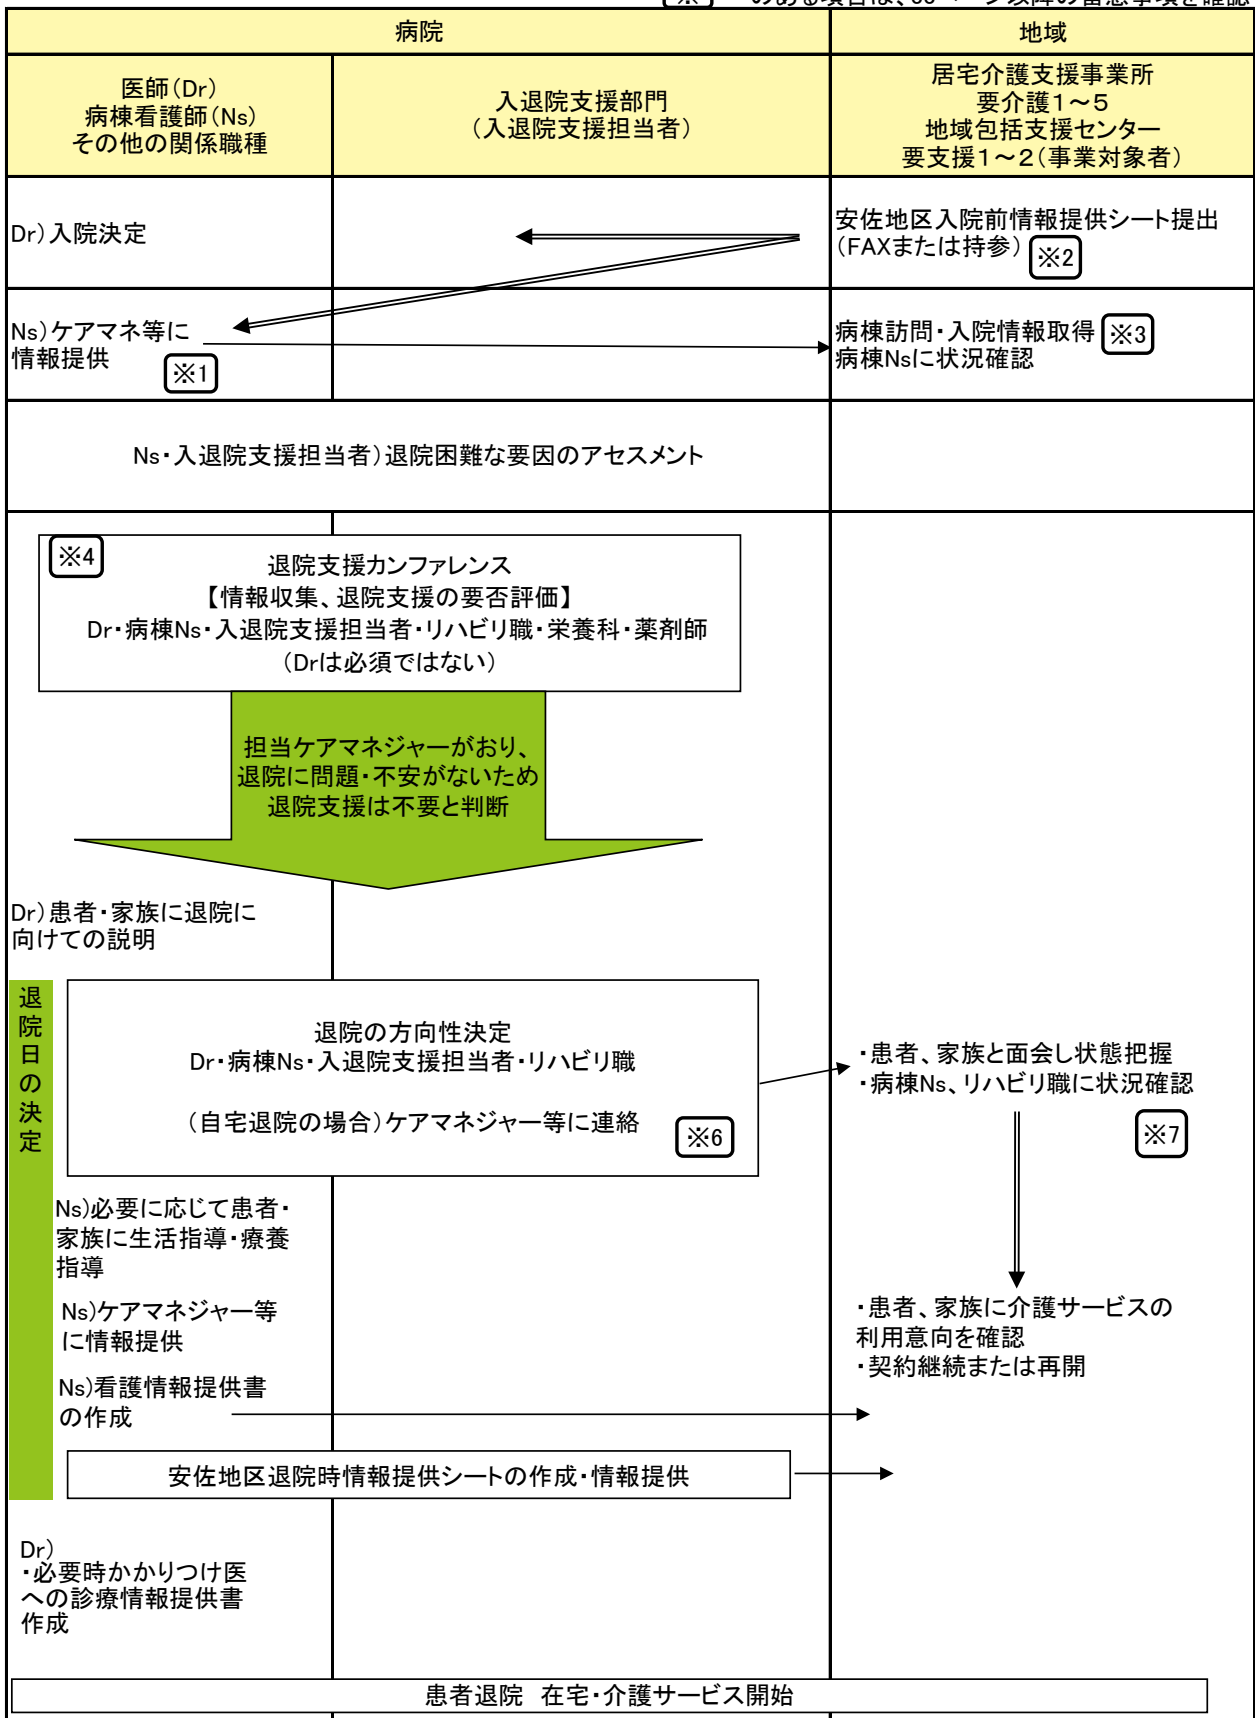 病院
地域
医師（Dr）
病棟看護師（Ns）
その他の関係職種
入退院支援部門
（入退院支援担当者）
居宅介護支援事業所
要介護１～５
地域包括支援センター
要支援１～２（事業対象者）
Dr）入院決定
安佐地区入院前情報提供シート提出
（FAXまたは持参）
※2
Ns）ケアマネ等に
情報提供
※1
病棟訪問・入院情報取得
※3
病棟Nsに状況確認
Ns・入退院支援担当者）退院困難な要因のアセスメント
※4
退院支援カンファレンス
【情報収集、退院支援の要否評価】
Dr・病棟Ns・入退院支援担当者・リハビリ職・栄養科・薬剤師
（Drは必須ではない）
担当ケアマネジャーがおり、
退院に問題・不安がないため
退院支援は不要と判断
Dr）患者・家族に退院に
向けての説明
退院日の決定
退院の方向性決定
Dr・病棟Ns・入退院支援担当者・リハビリ職
（自宅退院の場合）ケアマネジャー等に連絡
※6
・患者、家族と面会し状態把握
・病棟Ns、リハビリ職に状況確認
※7
Ns)必要に応じて患者・
家族に生活指導・療養
指導
Ns)ケアマネジャー等
に情報提供
・患者、家族に介護サービスの
利用意向を確認
・契約継続または再開
Ns)看護情報提供書
の作成
安佐地区退院時情報提供シートの作成・情報提供
Dr)
・必要時かかりつけ医
への診療情報提供書
作成
患者退院　在宅・介護サービス開始